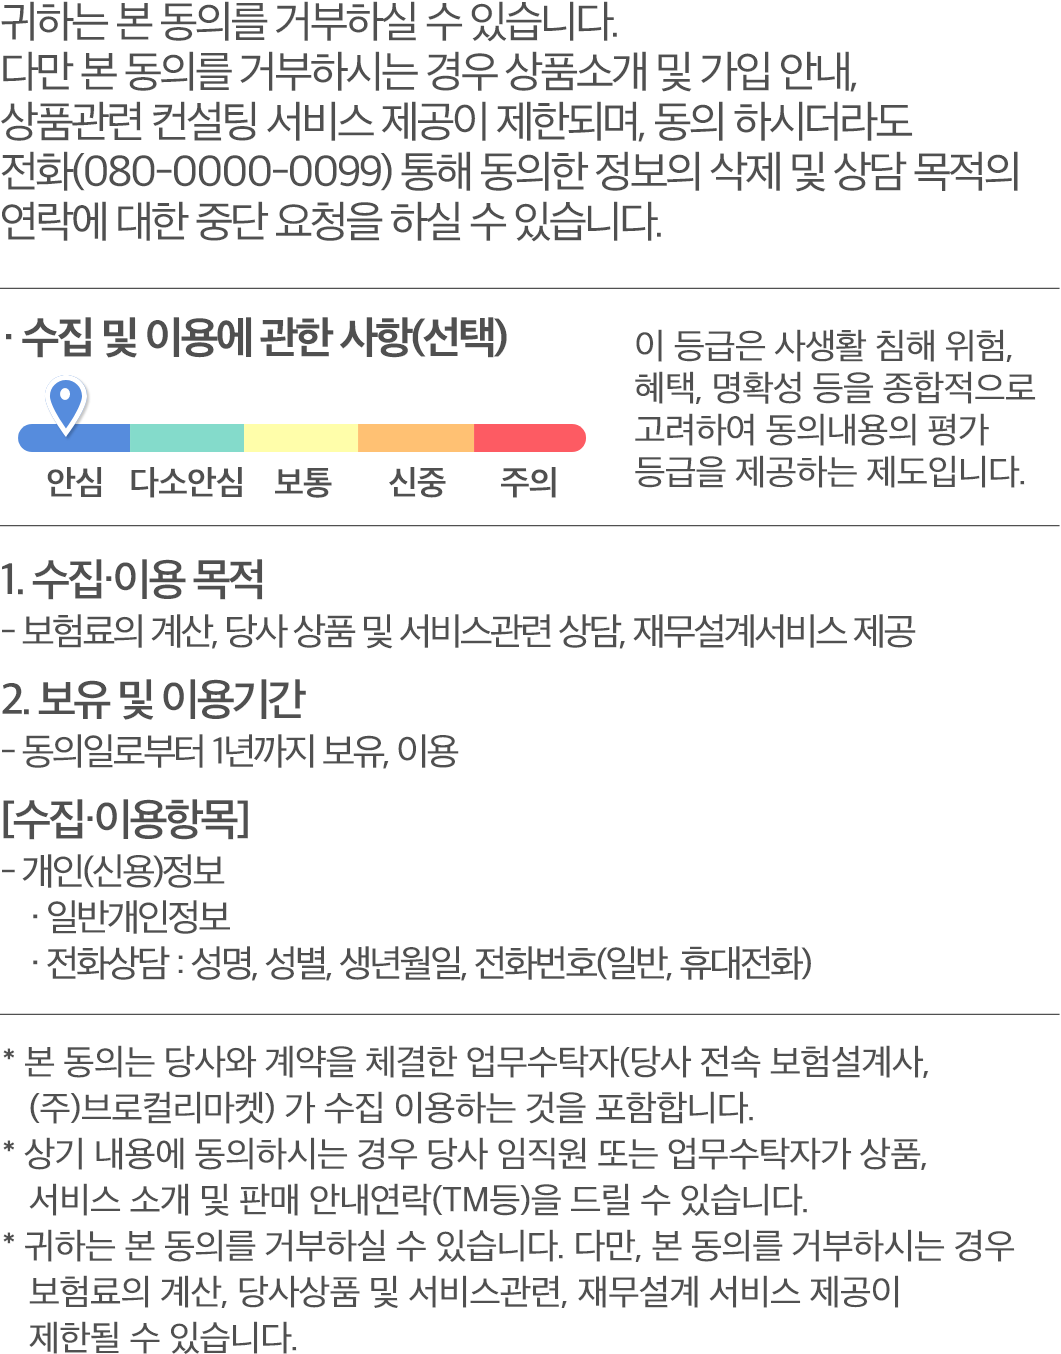 귀하는 본 동의를 거부하실 수 있습니다.
다만 본 동의를 거부하시는 경우 상품소개 및 가입 안내,
상품관련 컨설팅 서비스 제공이 제한되며, 동의 하시더라도
전화(080-0000-0099) 통해 동의한 정보의 삭제 및 상담 목적의
연락에 대한 중단 요청을 하실 수 있습니다.
· 수집 및 이용에 관한 사항(선택)
안심 다소안심 보통 신중 주의
이 등급은 사생활 침해 위험,
혜택, 명확성 등을 종합적으로
고려하여 동의내용의 평가
등급을 제공하는 제도입니다.
1. 수집·이용 목적
- 보험료의 계산, 당사 상품 및 서비스관련 상담, 재무설계서비스 제공
2. 보유 및 이용기간
- 동의일로부터 1년까지 보유, 이용
[수집·이용항목]
- 개인(신용)정보
· 일반개인정보
· 전화상담 : 성명, 성별, 생년월일, 전화번호(일반, 휴대전화)
* 본 동의는 당사와 계약을 체결한 업무수탁자(당사 전속 보험설계사,
(주)브로컬리마켓) 가 수집 이용하는 것을 포함합니다.
* 상기 내용에 동의하시는 경우 당사 임직원 또는 업무수탁자가 상품,
서비스 소개 및 판매 안내연락(TM등)을 드릴 수 있습니다.
* 귀하는 본 동의를 거부하실 수 있습니다. 다만, 본 동의를 거부하시는 경우
보험료의 계산, 당사상품 및 서비스관련, 재무설계 서비스 제공이
제한될 수 있습니다.